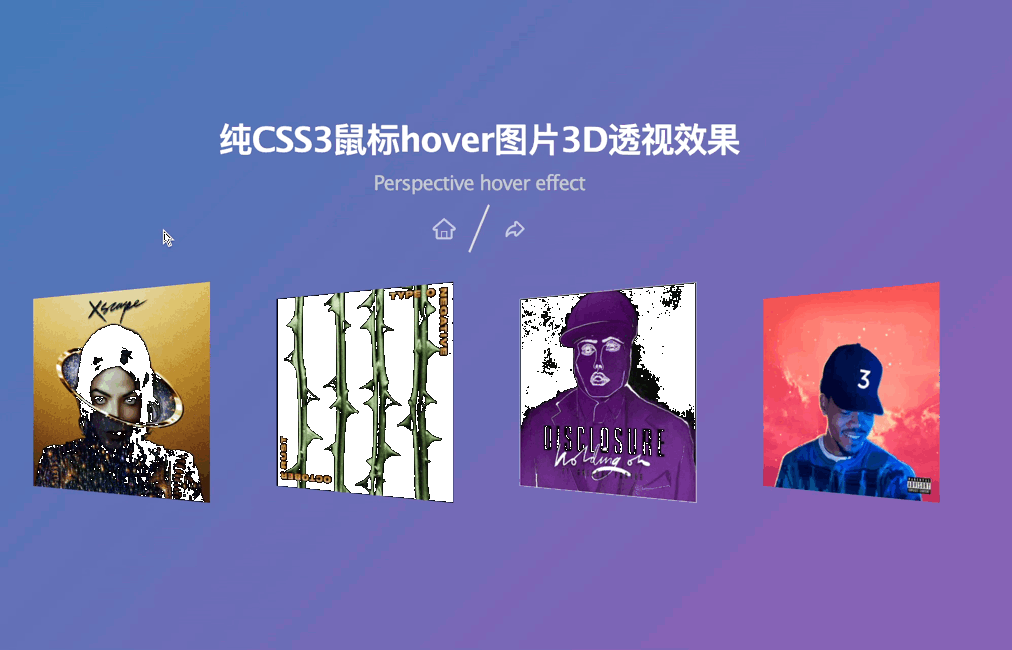 纯CSS3鼠标hover图片3D透视效果
Perspective hover effect
Xscape
TYPE O
NEGATIVE
OCTOBER
3
DISCLOSURE
holding on